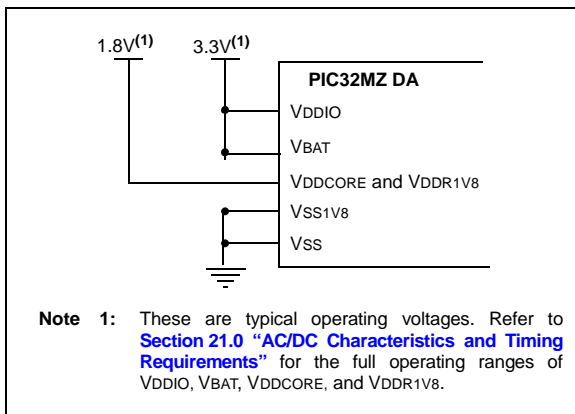 1.8V(1) 3.3V(1)
PIC32MZ DA
VDDIO
VBAT
VDDCORE and VDDR1V8
VSS1V8
VSS
Note 1: These are typical operating voltages. Refer to
Section 21.0 “AC/DC Characteristics and Timing
Requirements” for the full operating ranges of
VDDIO, VBAT, VDDCORE, and VDDR1V8.